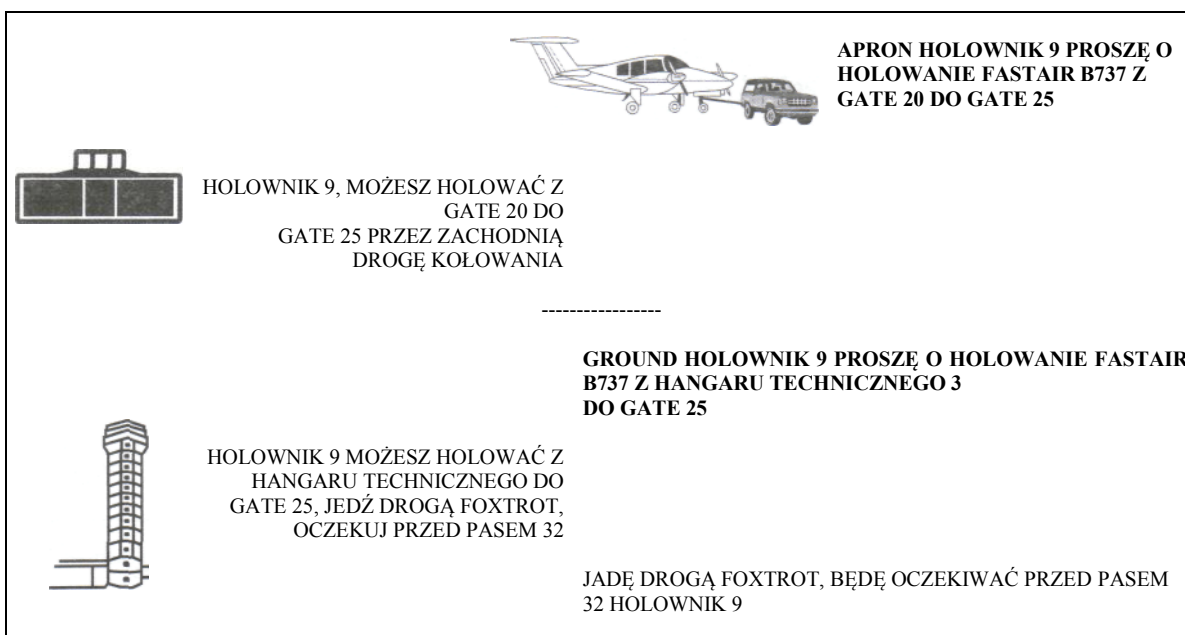 APRON HOLOWNIK 9 PROSZĘ O
HOLOWANIE FASTAIR B737 Z
GATE 20 DO GATE 25
HOLOWNIK 9, MOŻESZ HOLOWAĆ Z
GATE 20 DO
GATE 25 PRZEZ ZACHODNIĄ
DROGĘ KOŁOWANIA
-----------------
GROUND HOLOWNIK 9 PROSZĘ O HOLOWANIE FASTAIR
B737 Z HANGARU TECHNICZNEGO 3
DO GATE 25
HOLOWNIK 9 MOŻESZ HOLOWAĆ Z
HANGARU TECHNICZNEGO DO
GATE 25, JEDŹ DROGĄ FOXTROT,
OCZEKUJ PRZED PASEM 32
JADĘ DROGĄ FOXTROT, BĘDĘ OCZEKIWAĆ PRZED PASEM
32 HOLOWNIK 9